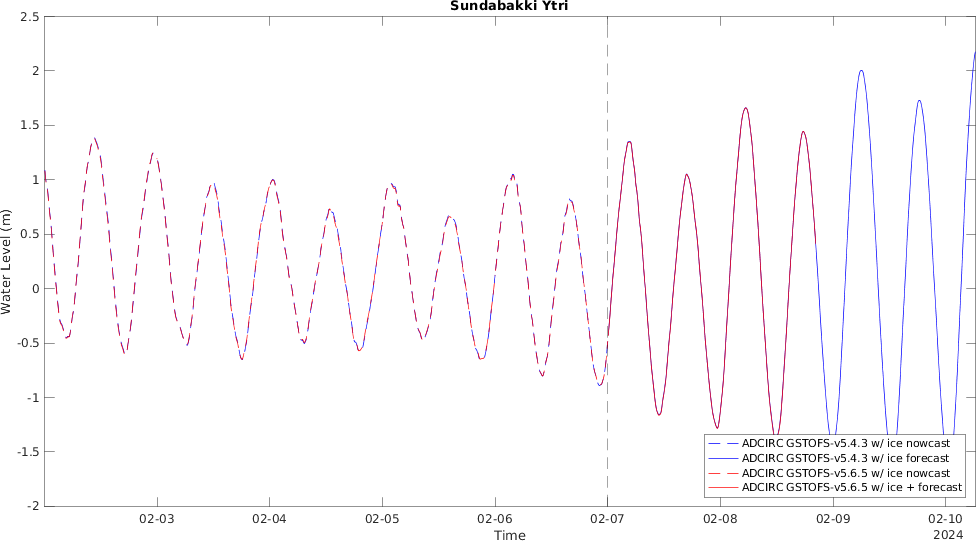 Sundabakki Ytri
2.5
2
1.5
1
0.5
0
-0.5
-1
-1.5
-2
Water Level (m)
02-03
02-04
02-05
02-06
02-07
02-08
02-09
02-10
2024
Time
ADCIRC GSTOFS-v5.4.3 w/ ice nowcast
ADCIRC GSTOFS-v5.4.3 w/ ice forecast
ADCIRC GSTOFS-v5.6.5 w/ ice nowcast
ADCIRC GSTOFS-v5.6.5 w/ ice + forecast